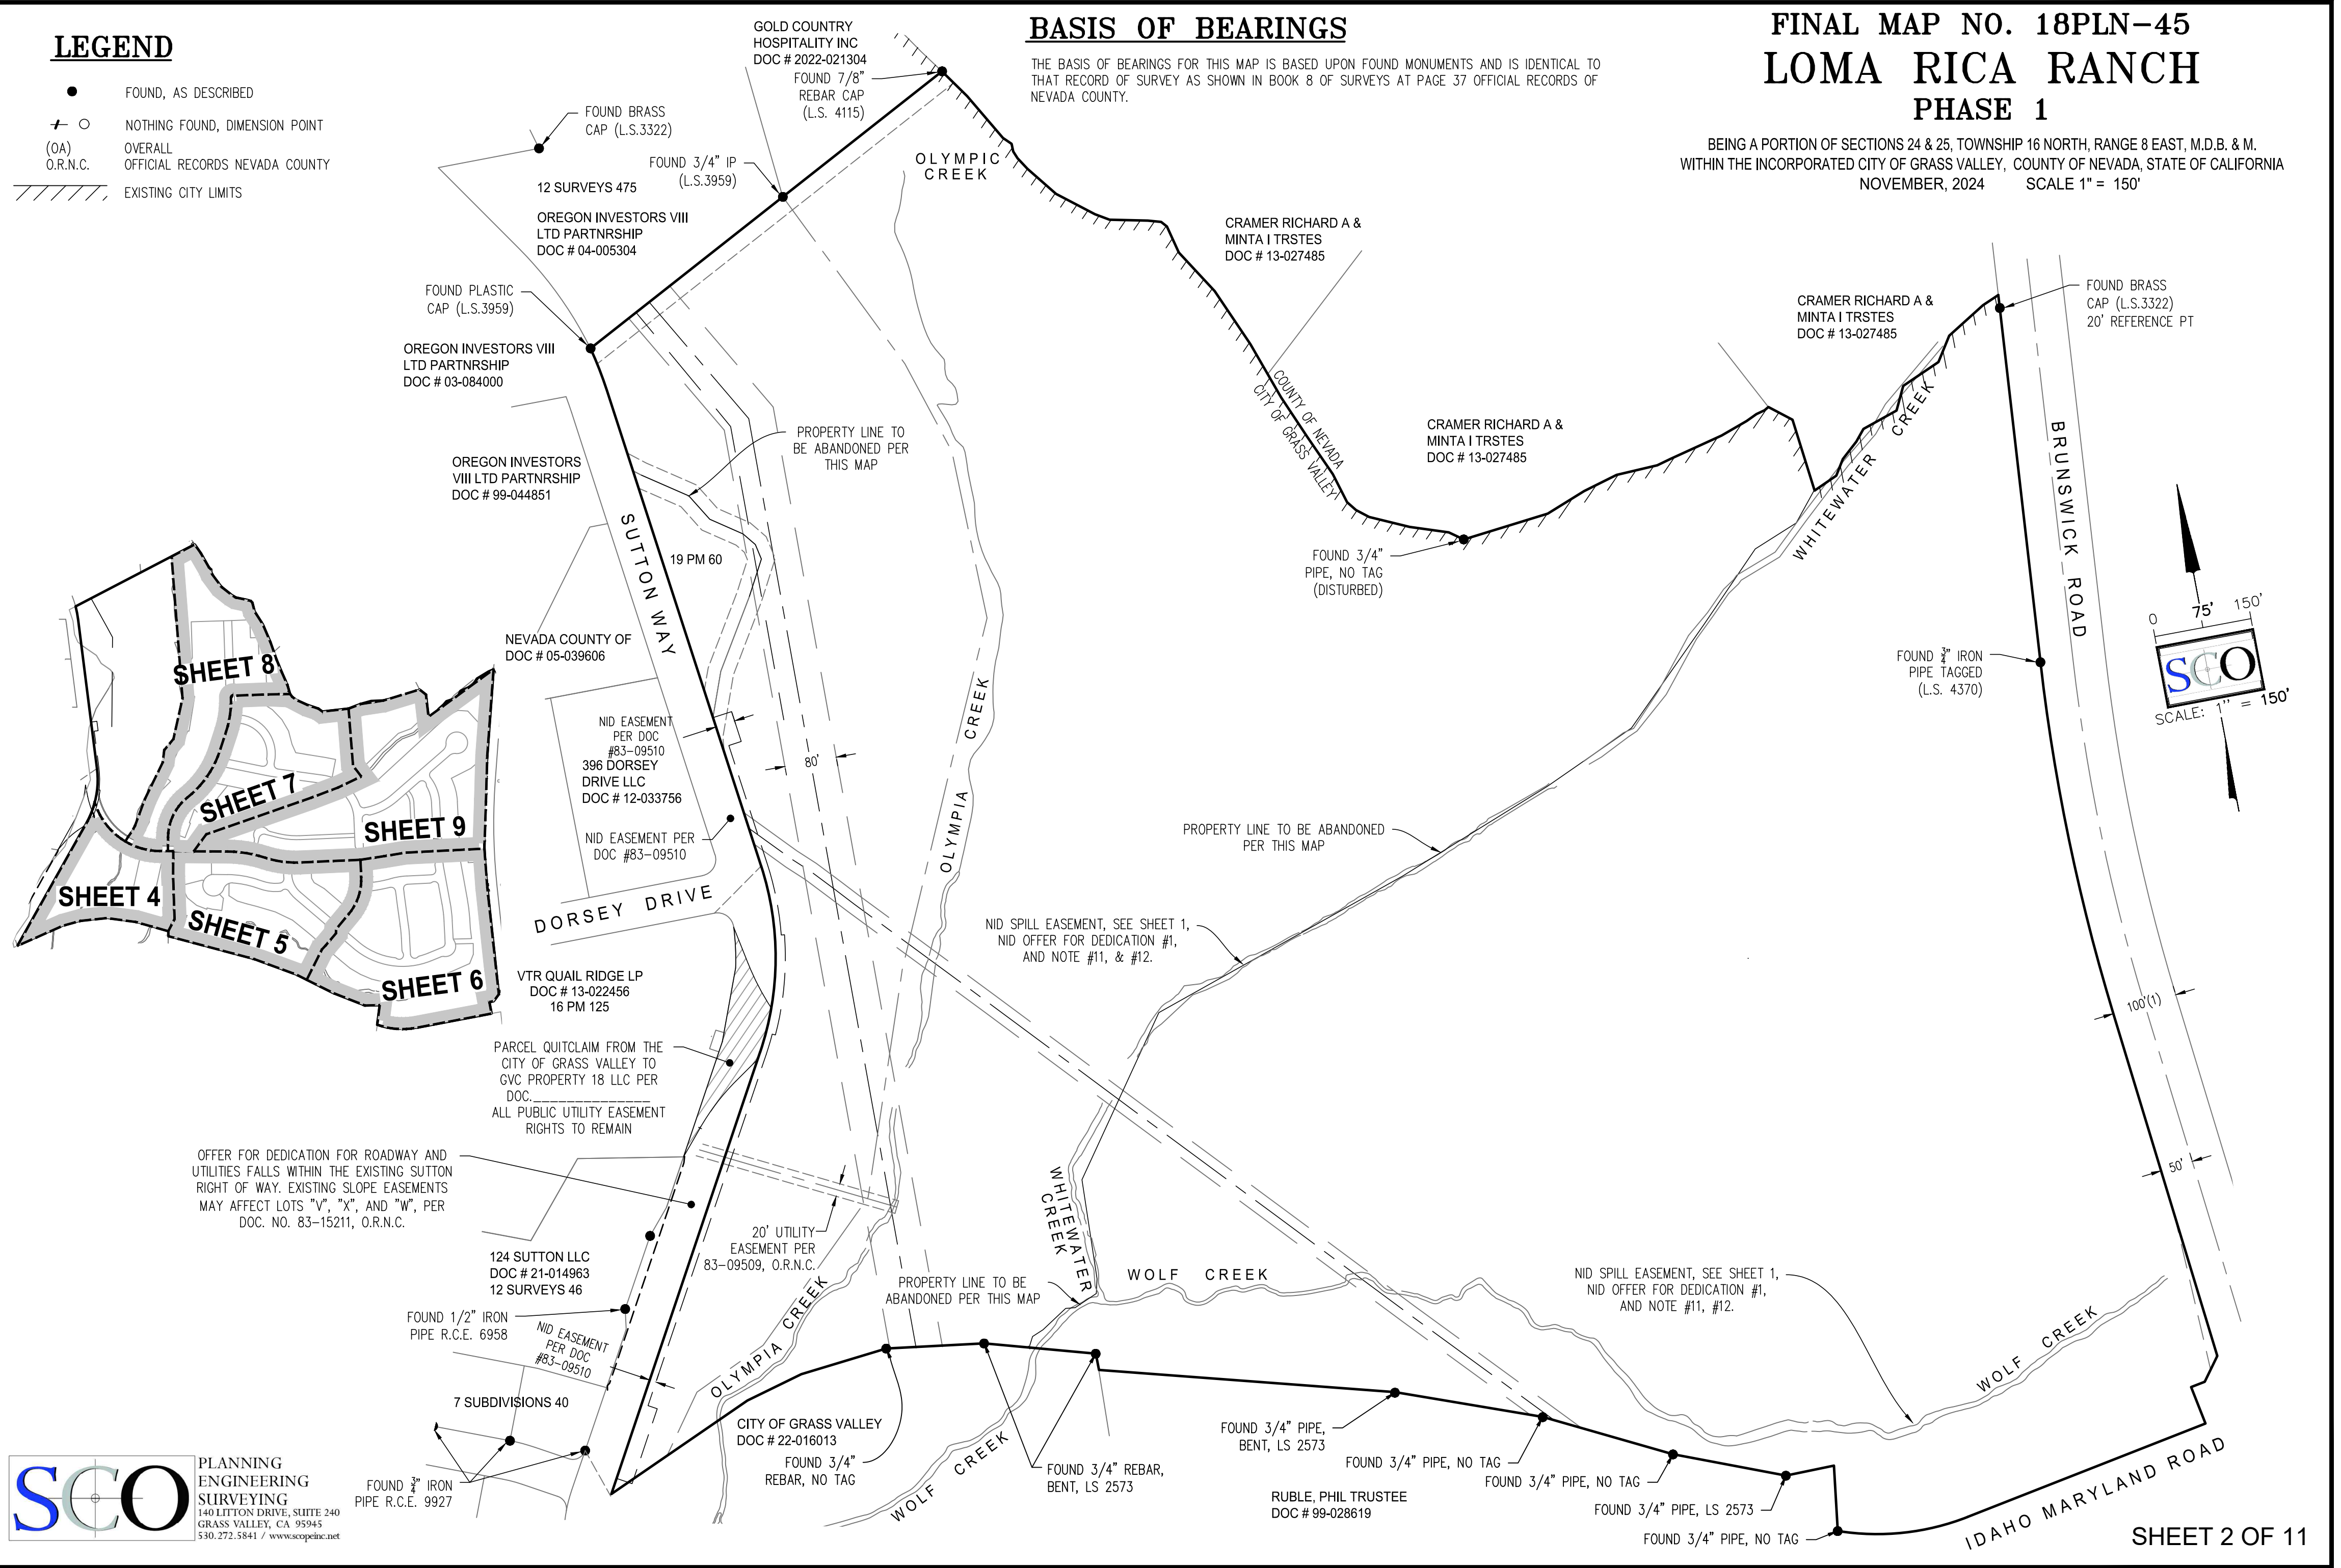 LEGEND
FOUND, AS DESCRIBED
NOTHING FOUND, DIMENSION POINT
(OA) OVERALL
O.R.N.C. OFFICIAL RECORDS NEVADA COUNTY
EXISTING CITY LIMITS
BASIS OF BEARINGS
THE BASIS OF BEARINGS FOR THIS MAP IS BASED UPON FOUND MONUMENTS AND IS IDENTICAL TO
THAT RECORD OF SURVEY AS SHOWN IN BOOK 8 OF SURVEYS AT PAGE 37 OFFICIAL RECORDS OF
NEVADA COUNTY.
FINAL MAP NO. 18PLN-45
LOMA RICA RANCH
PHASE 1
BEING A PORTION OF SECTIONS 24 & 25, TOWNSHIP 16 NORTH, RANGE 8 EAST, M.D.B. & M.
WITHIN THE INCORPORATED CITY OF GRASS VALLEY, COUNTY OF NEVADA, STATE OF CALIFORNIA
NOVEMBER, 2024 SCALE 1" = 150'
GOLD COUNTRY
HOSPITALITY INC
DOC # 2022-021304
FOUND 7/8"
REBAR CAP
(L.S. 4115)
FOUND BRASS
CAP (L.S.3322)
FOUND 3/4" IP
(L.S.3959)
12 SURVEYS 475
OREGON INVESTORS VIII
LTD PARTNRSHIP
DOC # 04-005304
OLYMPIC
CREEK
FOUND PLASTIC
CAP (L.S.3959)
OREGON INVESTORS VIII
LTD PARTNRSHIP
DOC # 03-084000
CRAMER RICHARD A &
MINTA I TRSTES
DOC # 13-027485
CRAMER RICHARD A &
MINTA I TRSTES
DOC # 13-027485
FOUND BRASS
CAP (L.S.3322)
20' REFERENCE PT
COUNTY OF NEVADA
CITY OF GRASS VALLEY
CRAMER RICHARD A &
MINTA I TRSTES
DOC # 13-027485
PROPERTY LINE TO
BE ABANDONED PER
THIS MAP
OREGON INVESTORS
VIII LTD PARTNRSHIP
DOC # 99-044851
SUTTON WAY
19 PM 60
FOUND 3/4"
PIPE, NO TAG
(DISTURBED)
WHITEWATER CREEK
BRUNSWICK ROAD
0 75' 150'
SCO
SCALE: 1'' = 150'
FOUND 3/4" IRON
PIPE TAGGED
(L.S. 4370)
NEVADA COUNTY OF
DOC # 05-039606
SHEET 8
SHEET 7
SHEET 9
SHEET 4
SHEET 5
SHEET 6
NID EASEMENT
PER DOC
#83-09510
396 DORSEY
DRIVE LLC
DOC # 12-033756
80'
OLYMPIA CREEK
NID EASEMENT PER
DOC #83-09510
DORSEY DRIVE
PROPERTY LINE TO BE ABANDONED
PER THIS MAP
NID SPILL EASEMENT, SEE SHEET 1,
NID OFFER FOR DEDICATION #1,
AND NOTE #11, & #12.
100'(1)
VTR QUAIL RIDGE LP
DOC # 13-022456
16 PM 125
PARCEL QUITCLAIM FROM THE
CITY OF GRASS VALLEY TO
GVC PROPERTY 18 LLC PER
DOC.______________
ALL PUBLIC UTILITY EASEMENT
RIGHTS TO REMAIN
OFFER FOR DEDICATION FOR ROADWAY AND
UTILITIES FALLS WITHIN THE EXISTING SUTTON
RIGHT OF WAY. EXISTING SLOPE EASEMENTS
MAY AFFECT LOTS "V", "X", AND "W", PER
DOC. NO. 83-15211, O.R.N.C.
50'
WHITEWATER
CREEK
20' UTILITY
EASEMENT PER
83-09509, O.R.N.C.
124 SUTTON LLC
DOC # 21-014963
12 SURVEYS 46
PROPERTY LINE TO BE
ABANDONED PER THIS MAP
WOLF CREEK
NID SPILL EASEMENT, SEE SHEET 1,
NID OFFER FOR DEDICATION #1,
AND NOTE #11, #12.
FOUND 1/2" IRON
PIPE R.C.E. 6958
NID EASEMENT
PER DOC
#83-09510
OLYMPIA CREEK
WOLF CREEK
7 SUBDIVISIONS 40
CITY OF GRASS VALLEY
DOC # 22-016013
FOUND 3/4"
REBAR, NO TAG
WOLF CREEK
FOUND 3/4" REBAR,
BENT, LS 2573
FOUND 3/4" PIPE,
BENT, LS 2573
FOUND 3/4" PIPE, NO TAG
FOUND 3/4" PIPE, NO TAG
RUBLE, PHIL TRUSTEE
DOC # 99-028619
FOUND 3/4" PIPE, LS 2573
FOUND 3/4" PIPE, NO TAG
IDAHO MARYLAND ROAD
FOUND 3/4" IRON
PIPE R.C.E. 9927
SCO
PLANNING
ENGINEERING
SURVEYING
140 LITTON DRIVE, SUITE 240
GRASS VALLEY, CA 95945
530.272.5841 / www.scopeinc.net
SHEET 2 OF 11